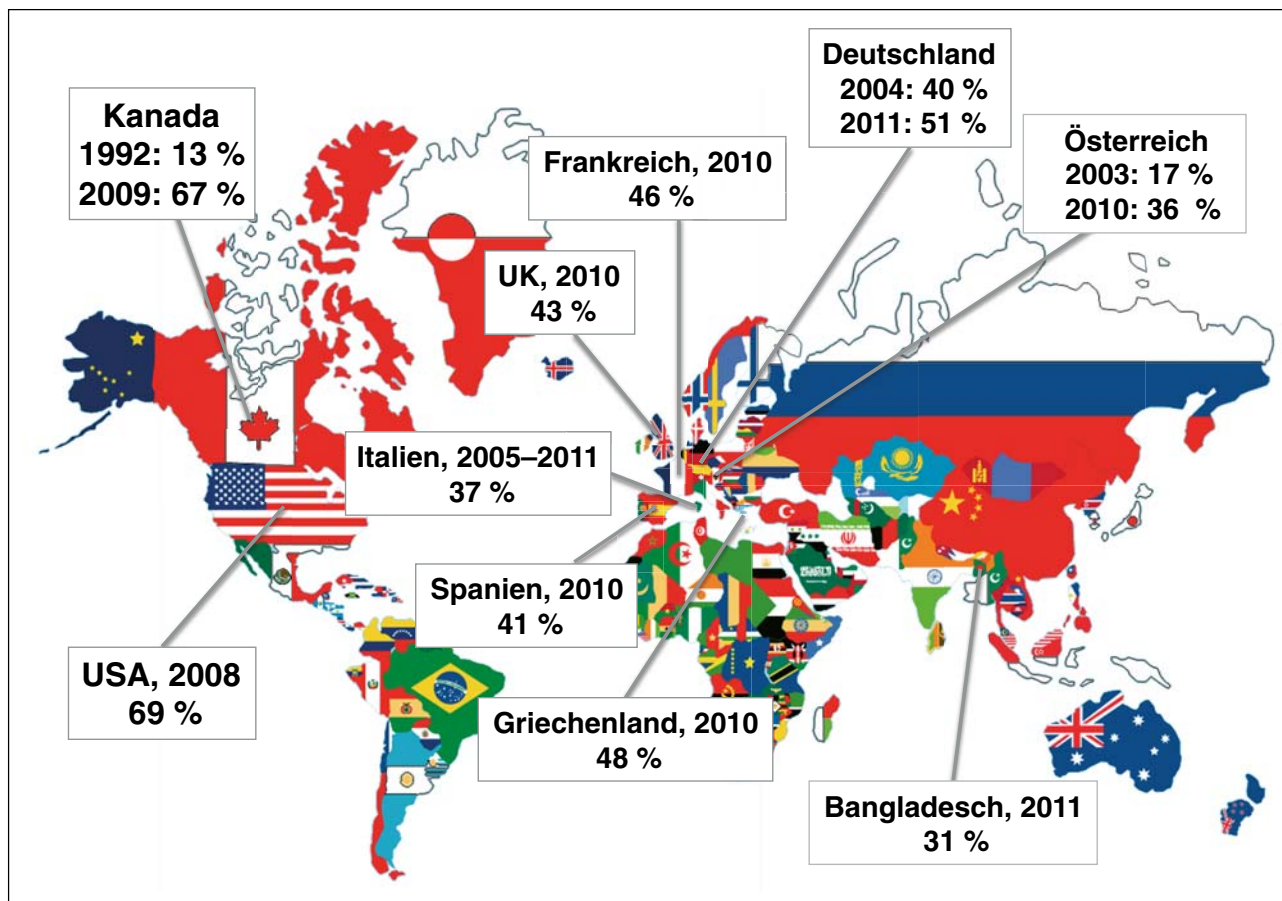 Kanada
1992: 13 %
2009: 67 %
Frankreich, 2010
46 %
Deutschland
2004: 40 %
2011: 51 %
Österreich
2003: 17 %
2010: 36 %
UK, 2010
43 %
Italien, 2005–2011
37 %
Spanien, 2010
41 %
USA, 2008
69 %
Griechenland, 2010
48 %
Bangladesch, 2011
31 %